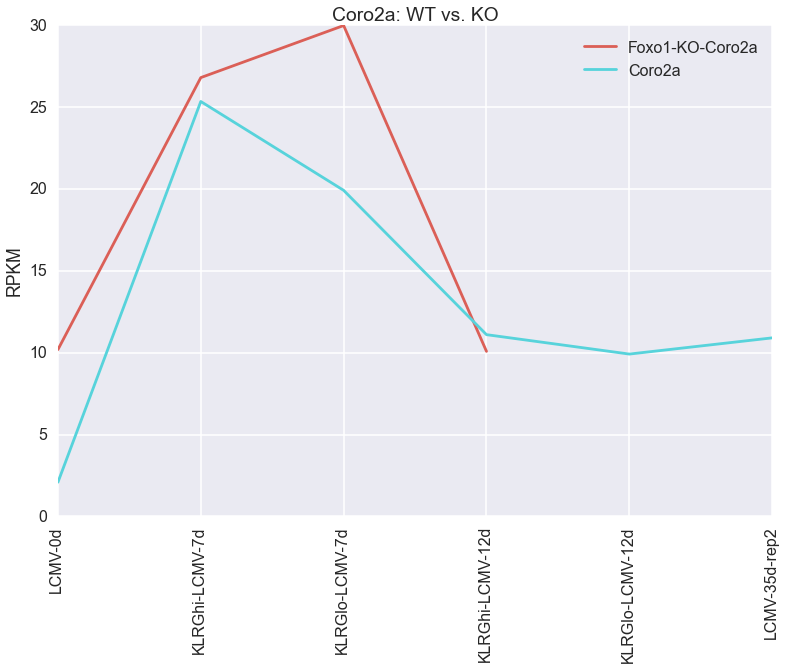 Coro2a: WT vs. KO
Foxo1-KO-Coro2a
Coro2a
RPKM
30
25
20
15
10
5
0
LCMV-0d
KLRGhi-LCMV-7d
KLRGlo-LCMV-7d
KLRGhi-LCMV-12d
KLRGlo-LCMV-12d
LCMV-35d-rep2